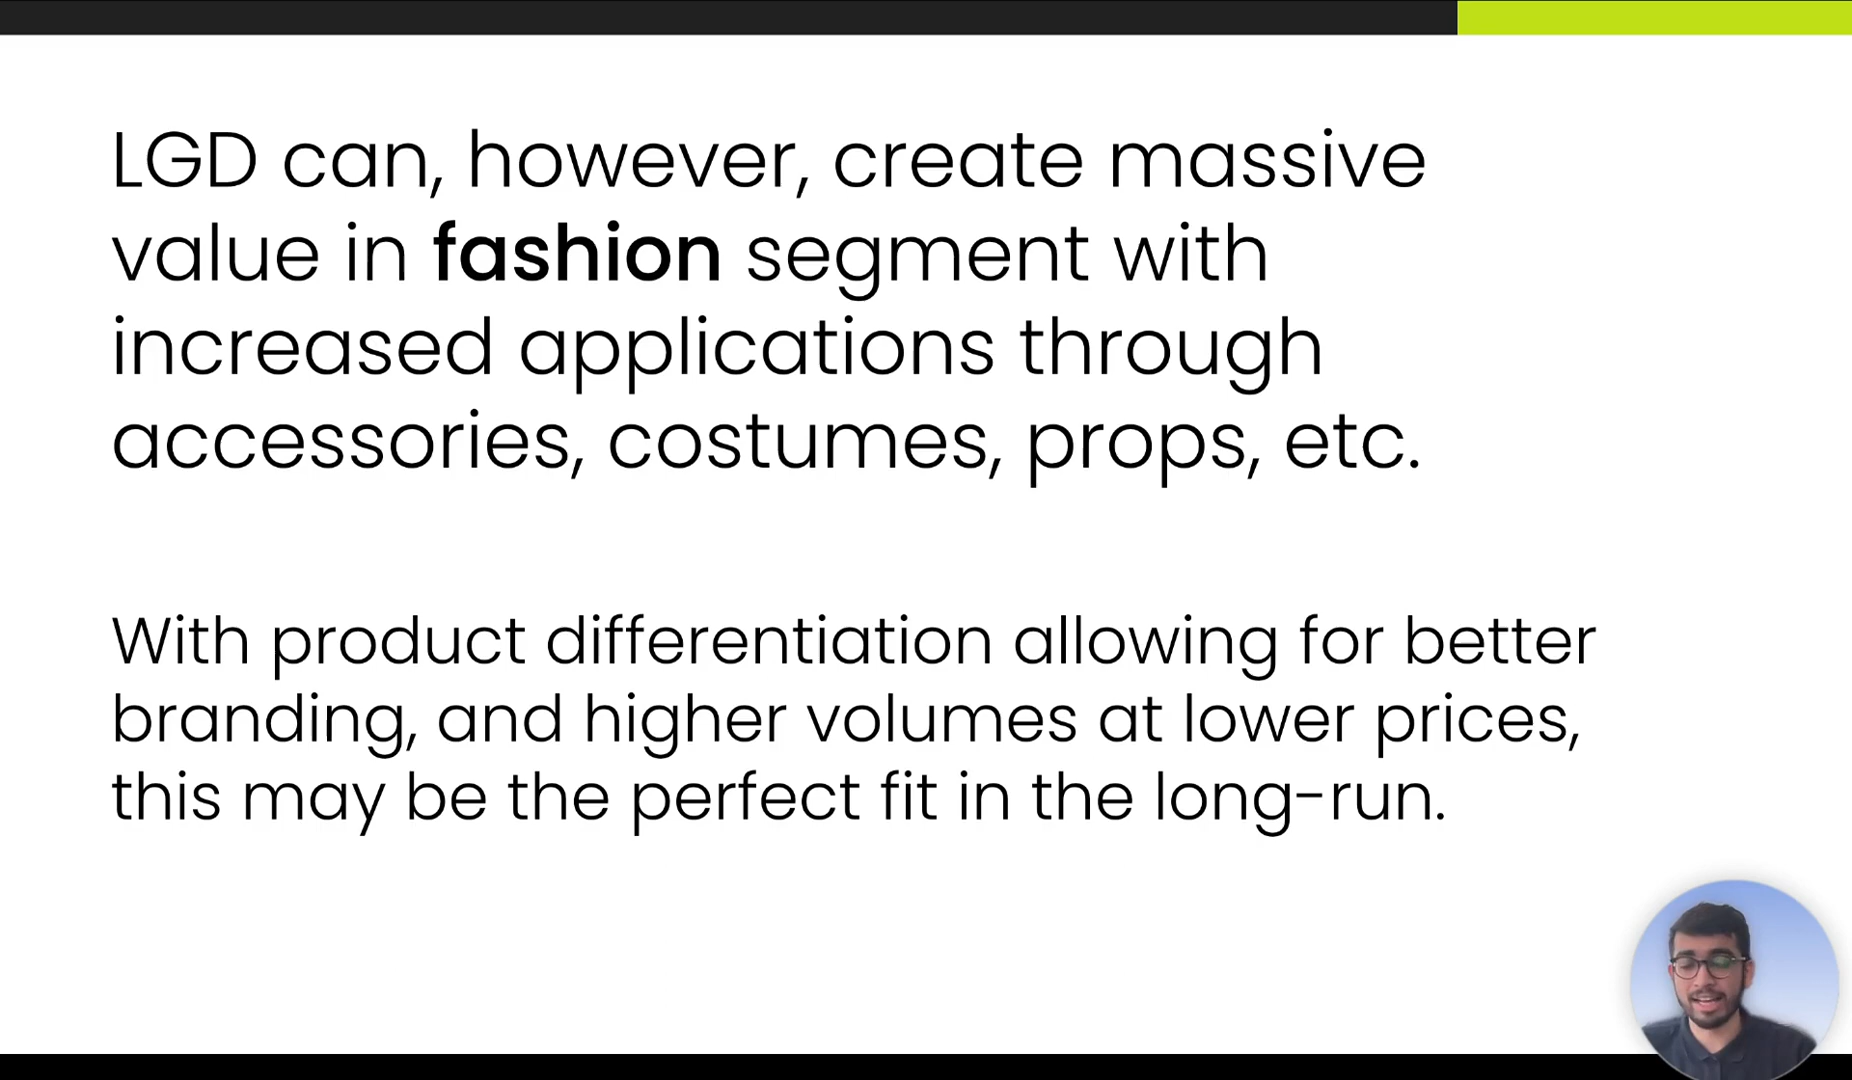 LGD can, however, create massive
value in fashion segment with
increased applications through
accessories, costumes, props, etc.
With product differentiation allowing for better
branding, and higher volumes at lower prices,
this may be the perfect fit in the long-run.